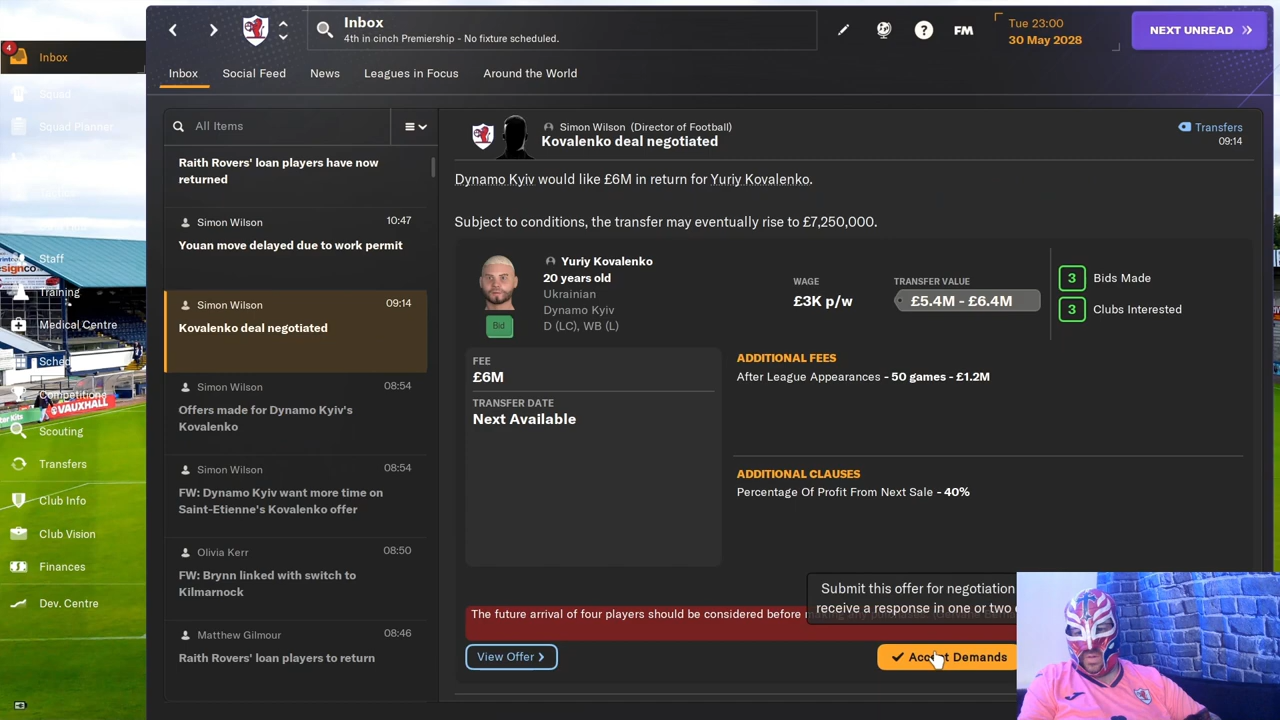 4
Inbox
Squad
Squad Planner
Staff
Training
Medical Centre
Sched
Competitions
VAUXHALL
Scouting
Transfers
Club Info
Club Vision
Finances
Dev. Centre
Inbox
4th in cinch Premiership - No fixture scheduled.
?
FM
Tue 23:00
30 May 2028
NEXT UNREAD
Inbox
Social Feed
News
Leagues in Focus
Around the World
All Items
Raith Rovers' loan players have now
returned
Simon Wilson
10:47
Youan move delayed due to work permit
Simon Wilson
09:14
Kovalenko deal negotiated
Simon Wilson
08:54
Offers made for Dynamo Kyiv's
Kovalenko
Simon Wilson
08:54
FW: Dynamo Kyiv want more time on
Saint-Etienne's Kovalenko offer
Olivia Kerr
08:50
FW: Brynn linked with switch to
Kilmarnock
Matthew Gilmour
08:46
Raith Rovers' loan players to return
Simon Wilson (Director of Football)
Kovalenko deal negotiated
Transfers
09:14
Dynamo Kyiv would like £6M in return for Yuriy Kovalenko.
Subject to conditions, the transfer may eventually rise to £7,250,000.
Yuriy Kovalenko
20 years old
Ukrainian
Dynamo Kyiv
D (LC), WB (L)
Bid
WAGE
£3K p/w
TRANSFER VALUE
£5.4M - £6.4M
3 Bids Made
3 Clubs Interested
FEE
£6M
TRANSFER DATE
Next Available
ADDITIONAL FEES
After League Appearances - 50 games - £1.2M
ADDITIONAL CLAUSES
Percentage Of Profit From Next Sale - 40%
Submit this offer for negotiation
receive a response in one or two
The future arrival of four players should be considered before
View Offer
Accept Demands